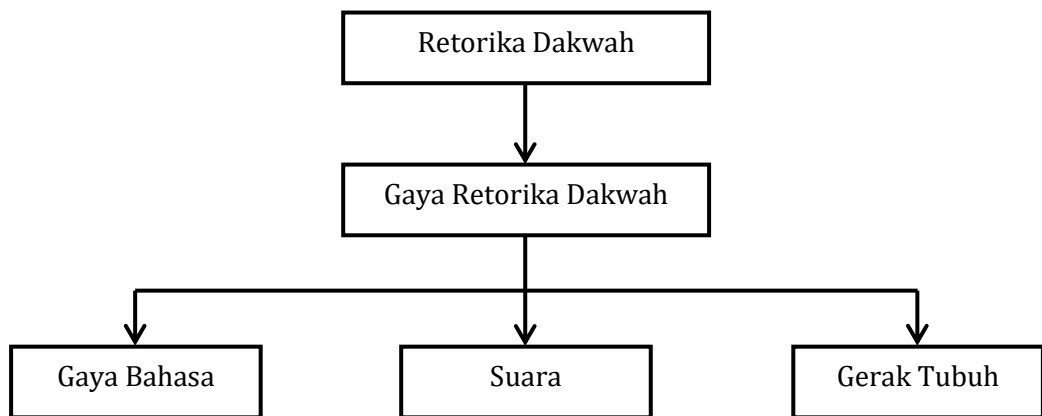 Retorika Dakwah
Gaya Retorika Dakwah
Gaya Bahasa
Suara
Gerak Tubuh